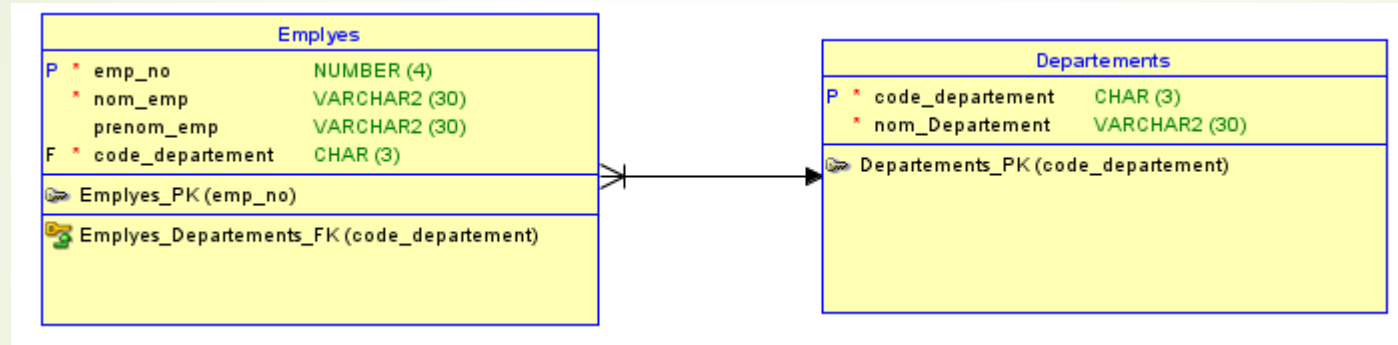 Emplyes
P * emp_no NUMBER (4)
* nom_emp VARCHAR2 (30)
prenom_emp VARCHAR2 (30)
F * code_departement CHAR (3)
Emplyes_PK (emp_no)
Emplyes_Departements_FK (code_departement)
Departements
P * code_departement CHAR (3)
* nom_Departement VARCHAR2 (30)
Departements_PK (code_departement)